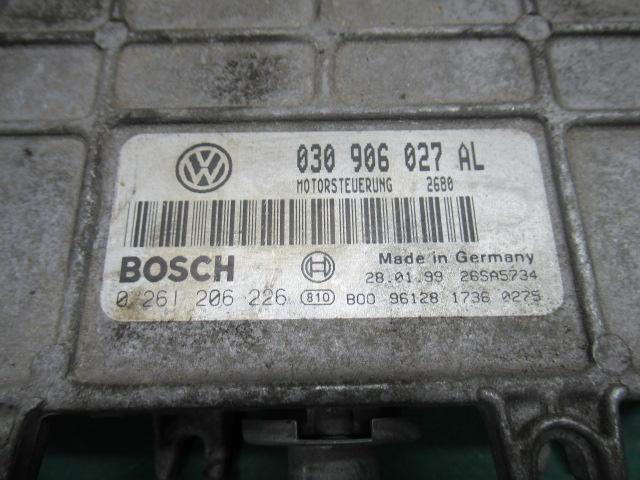 030 906 027 AL
MOTORSTEUERUNG 2680
BOSCH Made in Germany
28.01.99 26SA5734
0 261 206 226 810 B00 96128 1736 0275